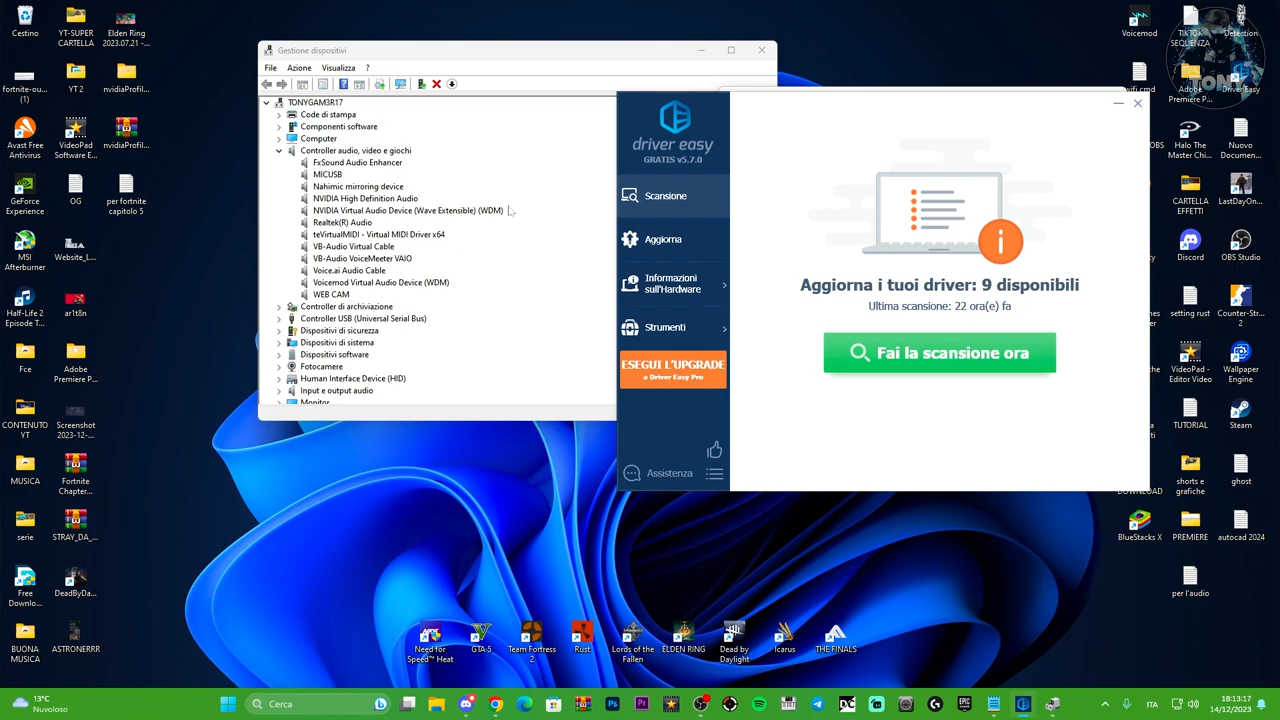 Cestino
YT-SUPER
CARTELLA
Elden Ring
2023.07.21 -...
fortnite-ou...
(1)
YT 2
nvidiaProfil...
Avast Free
Antivirus
VideoPad
Software E...
nvidiaProfil...
GeForce
Experience
OG
per fortnite
capitolo 5
MSI
Afterburner
Website_L...
Half-Life 2
Episode T...
ar18n
Fce
Adobe
Premiere P...
CONTENUTO
YT
Screenshot
2023-12-...
MUSICA
Fortnite
Chapter...
serie
STRAY_DA_...
Free
Downlo...
DeadByDa...
BUONA
MUSICA
ASTRONERR...
Gestione dispositivi
File
Azione
Visualizza
?
TONYGAM3R17
Code di stampa
Componenti software
Computer
Controller audio, video e giochi
FxSound Audio Enhancer
MICUSB
Nahimic mirroring device
NVIDIA High Definition Audio
NVIDIA Virtual Audio Device (Wave Extensible) (WDM)
Realtek(R) Audio
teVirtualMIDI - Virtual MIDI Driver x64
VB-Audio Virtual Cable
VB-Audio VoiceMeeter VAIO
Voice.ai Audio Cable
Voicemod Virtual Audio Device (WDM)
WEB CAM
Controller di archiviazione
Controller USB (Universal Serial Bus)
Dispositivi di sicurezza
Dispositivi di sistema
Dispositivi software
Fotocamere
Human Interface Device (HID)
Input e output audio
Monitor
driver easy
GRATIS v5.7.0
Scansione
Aggiorna
Informazioni
sull'Hardware
Strumenti
ESEGUI L'UPGRADE
a Driver Easy Pro
Assistenza
Aggiorna i tuoi driver: 9 disponibili
Ultima scansione: 22 ora(e) fa
Fai la scansione ora
Voicemod
TIKTOK
SEQUENZA
Detection
wifi cmd
Adobe
Premiere P...
Driver Easy
OBS
Halo The
Master Chi...
Nuovo
Documen...
CARTELLA
EFFETTI
LastDayOn...
Discord
OBS Studio
setting rust
Counter-Str...
2
VideoPad -
Editor Video
Wallpaper
Engine
TUTORIAL
Steam
DOWNLOAD
shorts e
grafiche
ghost
BlueStacks X
PREMIERE
autocad 2024
per l'audio
Need for
Speed™ Heat
GTA 5
Team Fortress
2
Rust
Lords of the
Fallen
ELDEN RING
Dead by
Daylight
Icarus
THE FINALS
13°C
Nuvoloso
Cerca
ITA
18:13:17
14/12/2023